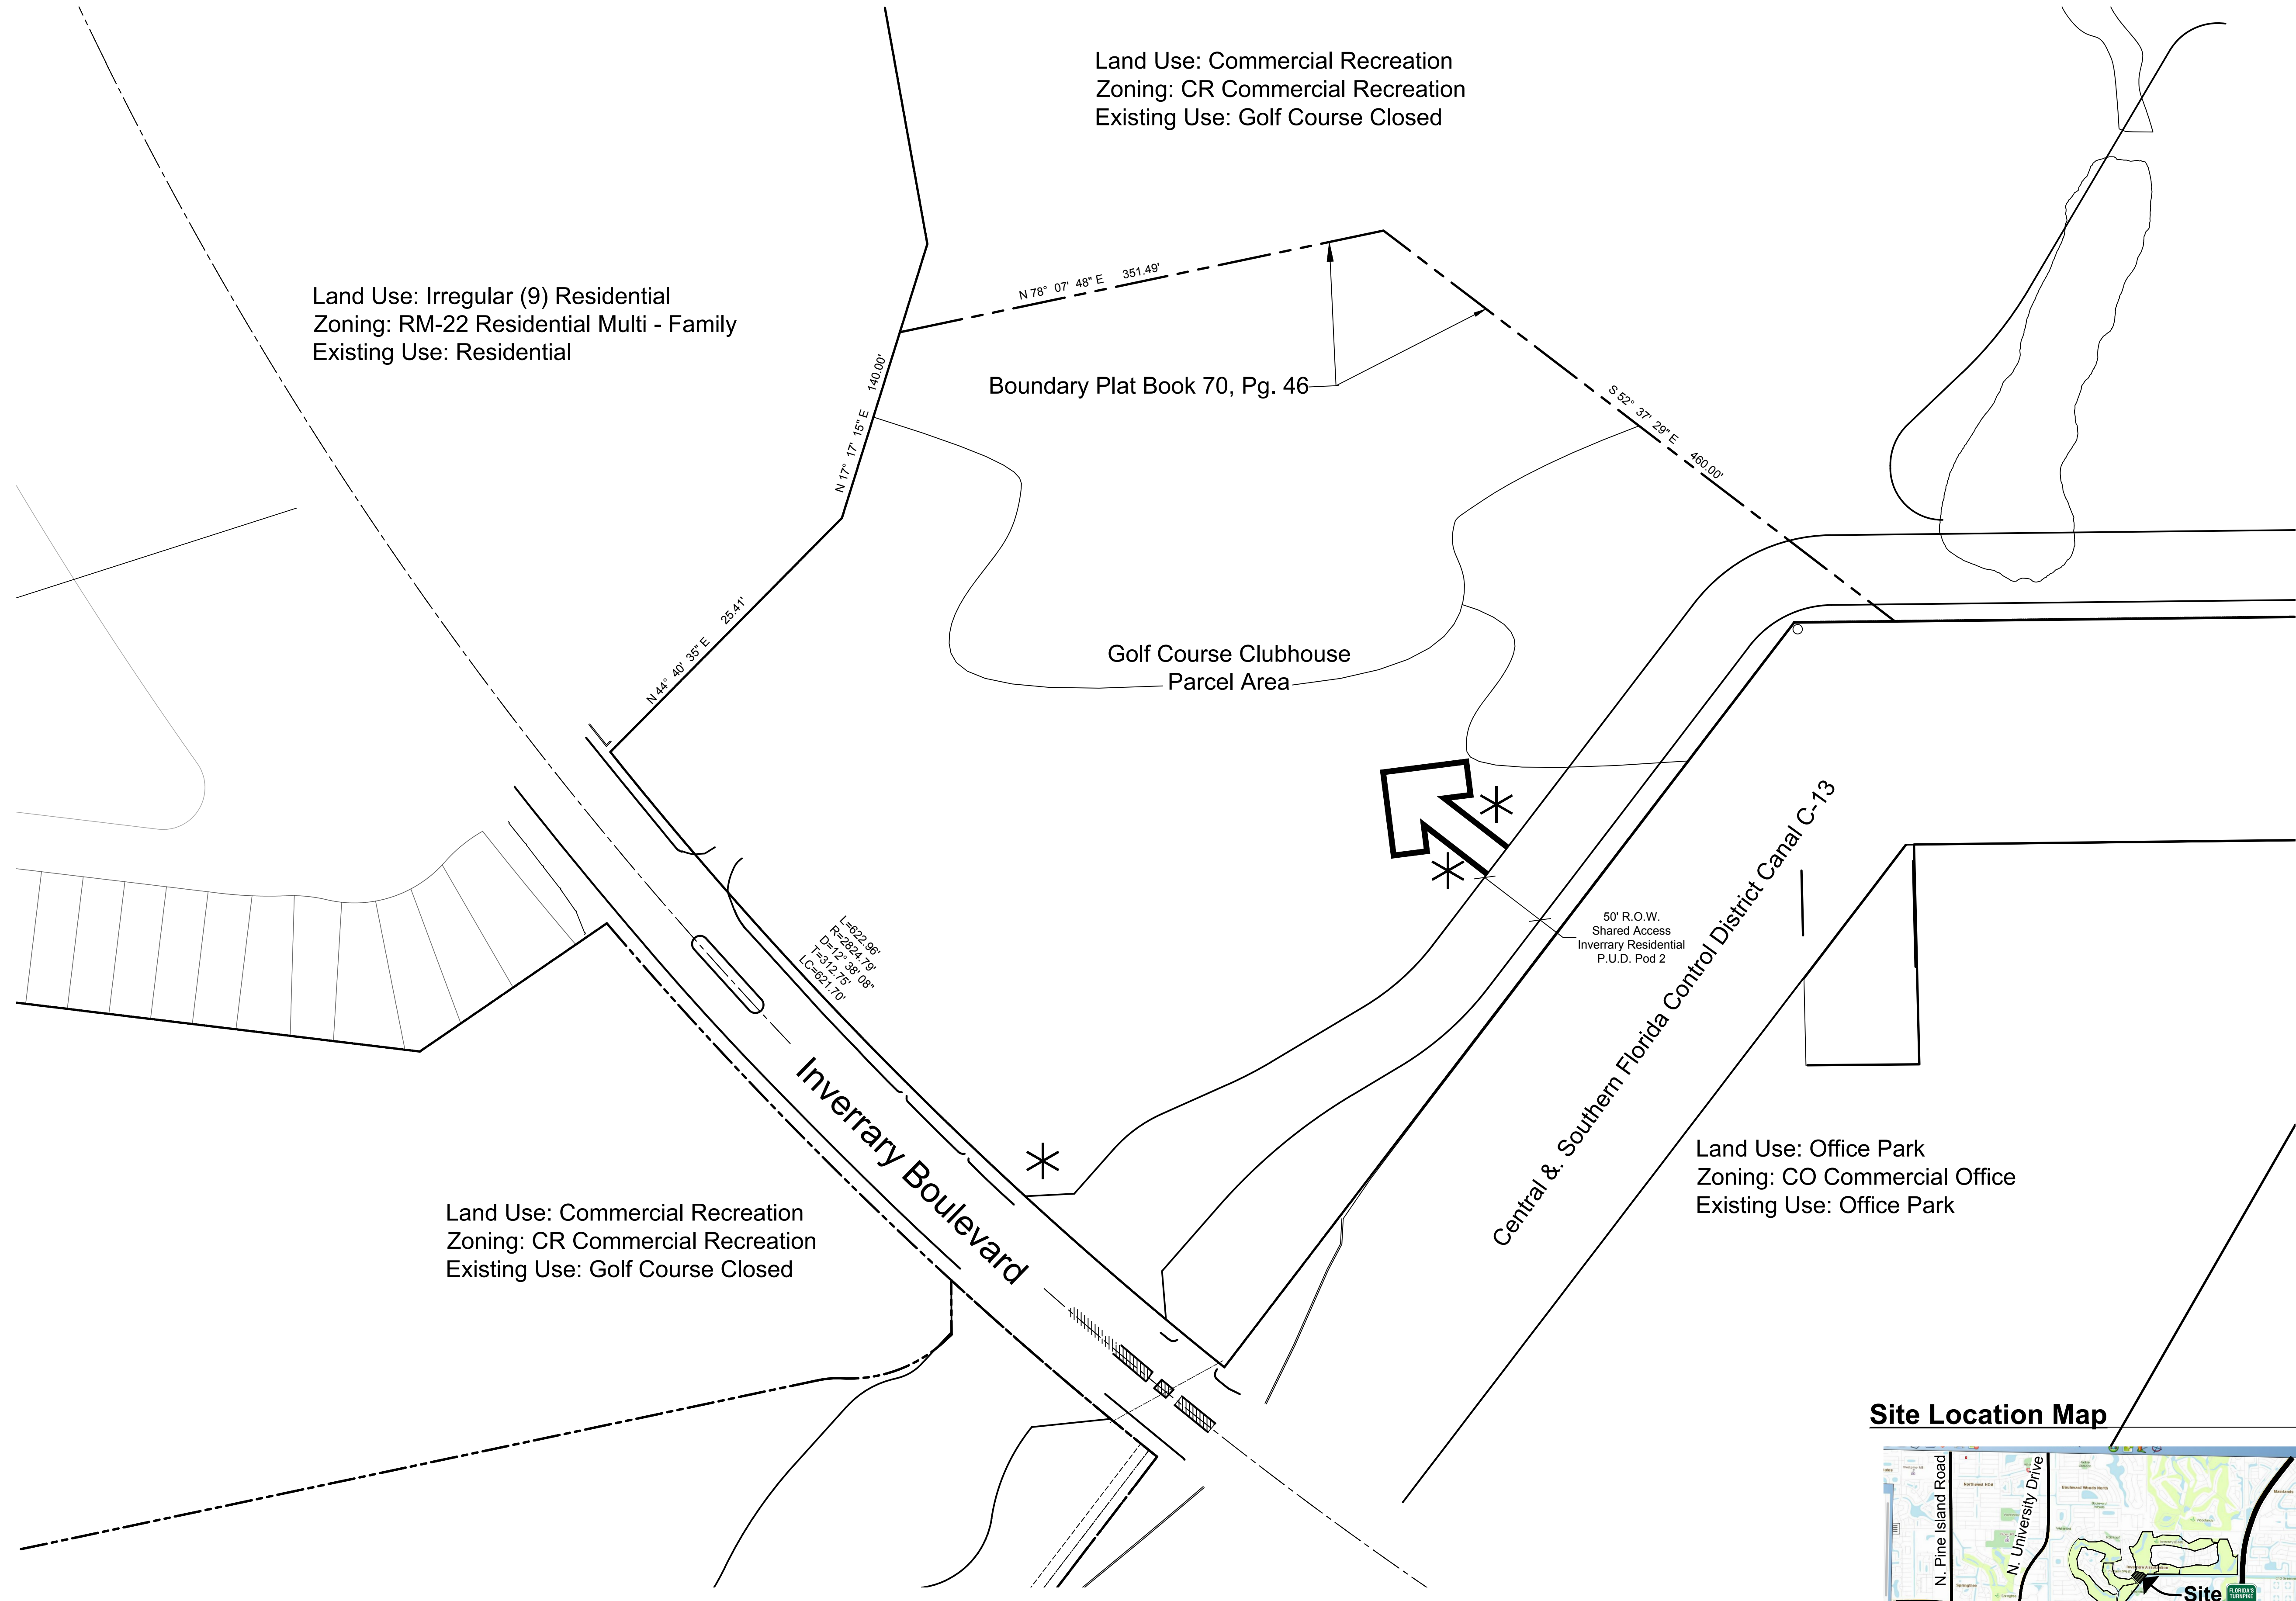 Land Use: Commercial Recreation
Zoning: CR Commercial Recreation
Existing Use: Golf Course Closed
Land Use: Irregular (9) Residential
Zoning: RM-22 Residential Multi - Family
Existing Use: Residential
N 78° 07' 48" E 351.49'
N 17° 17' 15" E 140.00'
Boundary Plat Book 70, Pg. 46
S 52° 37' 29" E 460.00'
N 44° 40' 35" E 25.41'
Golf Course Clubhouse
Parcel Area
L=622.96'
R=2824.79'
D=12° 38' 08"
T=312.75'
LC=621.70'
50' R.O.W.
Shared Access
Inverrary Residential
P.U.D. Pod 2
Central &. Southern Florida Control District Canal C-13
Inverrary Boulevard
Land Use: Office Park
Zoning: CO Commercial Office
Existing Use: Office Park
Land Use: Commercial Recreation
Zoning: CR Commercial Recreation
Existing Use: Golf Course Closed
Site Location Map
N. Pine Island Road
N. University Drive
Site
FLORIDA'S
TURNPIKE